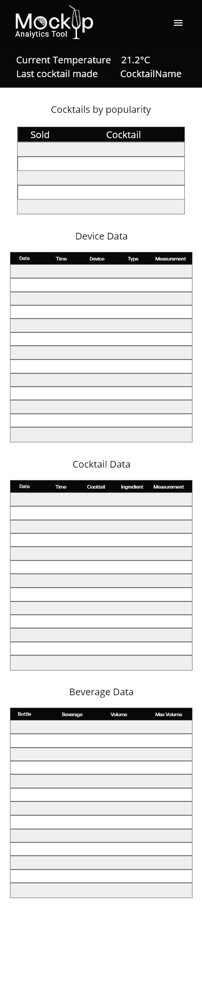 Mockup
Analytics Tool
Current Temperature 21.2°C
Last cocktail made CocktailName
Cocktails by popularity
Sold Cocktail
Device Data
Date Time Device Type Measurement
Cocktail Data
Date Time Cocktail Ingredient Measurement
Beverage Data
Bottle Beverage Volume Max Volume